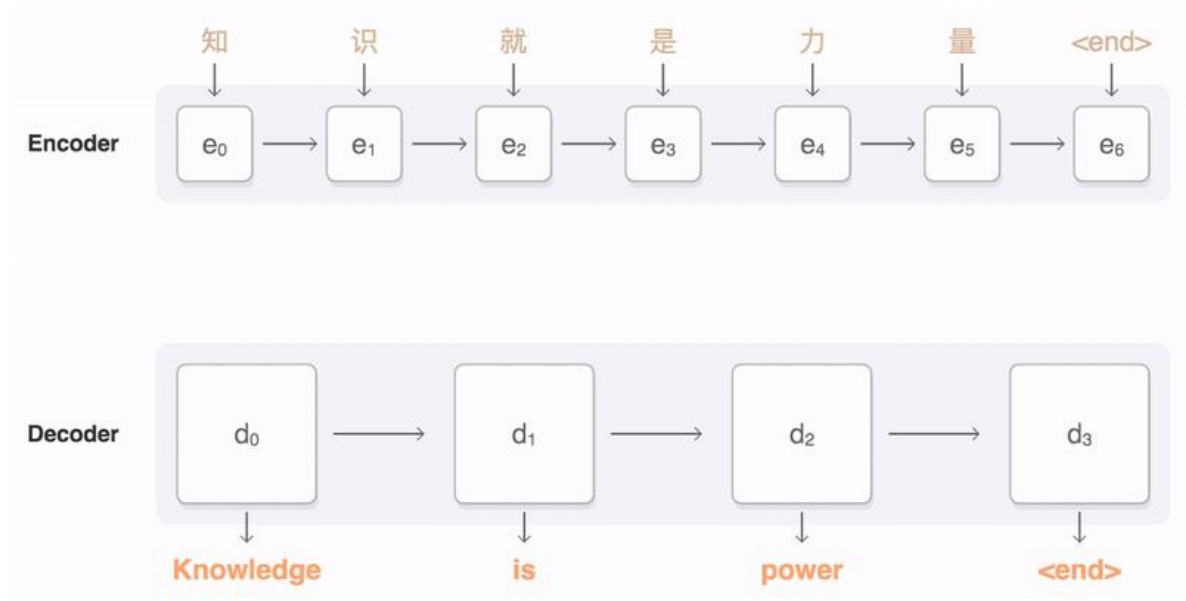 知 识 就 是 力 量 <end>
Encoder e₀ e₁ e₂ e₃ e₄ e₅ e₆
Decoder d₀ d₁ d₂ d₃
Knowledge is power <end>